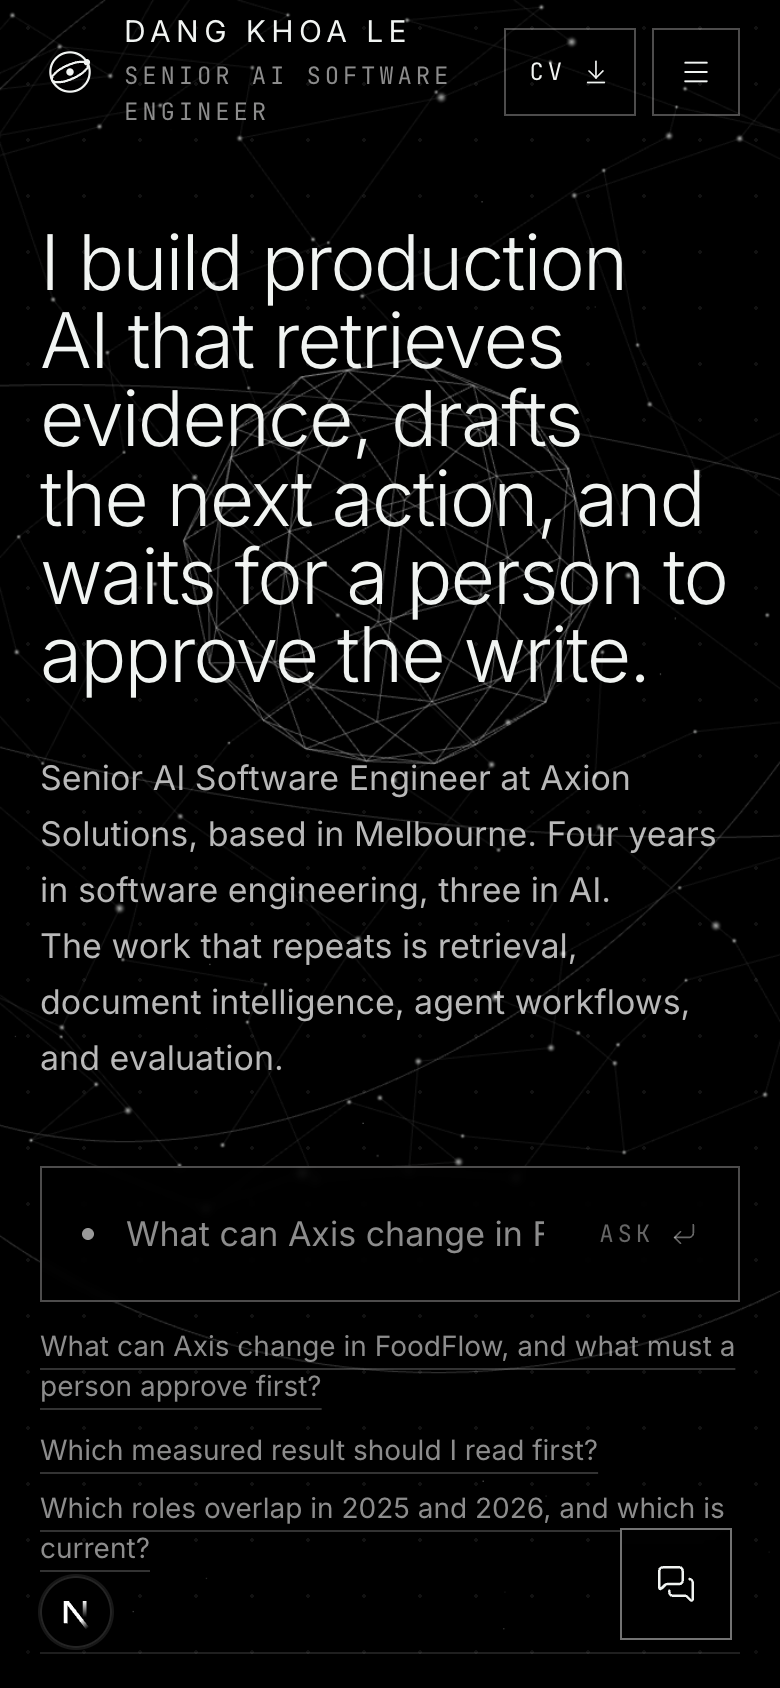 DANG KHOA LE
SENIOR AI SOFTWARE
ENGINEER
CV
I build production
AI that retrieves
evidence, drafts
the next action, and
waits for a person to
approve the write.
Senior AI Software Engineer at Axion
Solutions, based in Melbourne. Four years
in software engineering, three in AI.
The work that repeats is retrieval,
document intelligence, agent workflows,
and evaluation.
What can Axis change in F
ASK
What can Axis change in FoodFlow, and what must a
person approve first?
Which measured result should I read first?
Which roles overlap in 2025 and 2026, and which is
current?
N